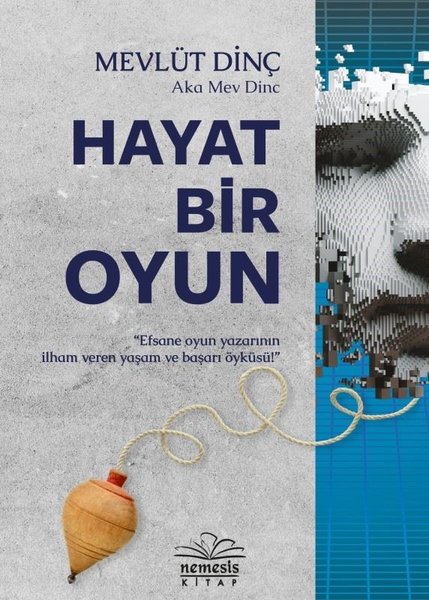 MEVLÜT DİNÇ
Aka Mev Dinc
HAYAT
BİR
OYUN
“Efsane oyun yazarının
ilham veren yaşam ve başarı öyküsü!”
nemesis
KİTAP